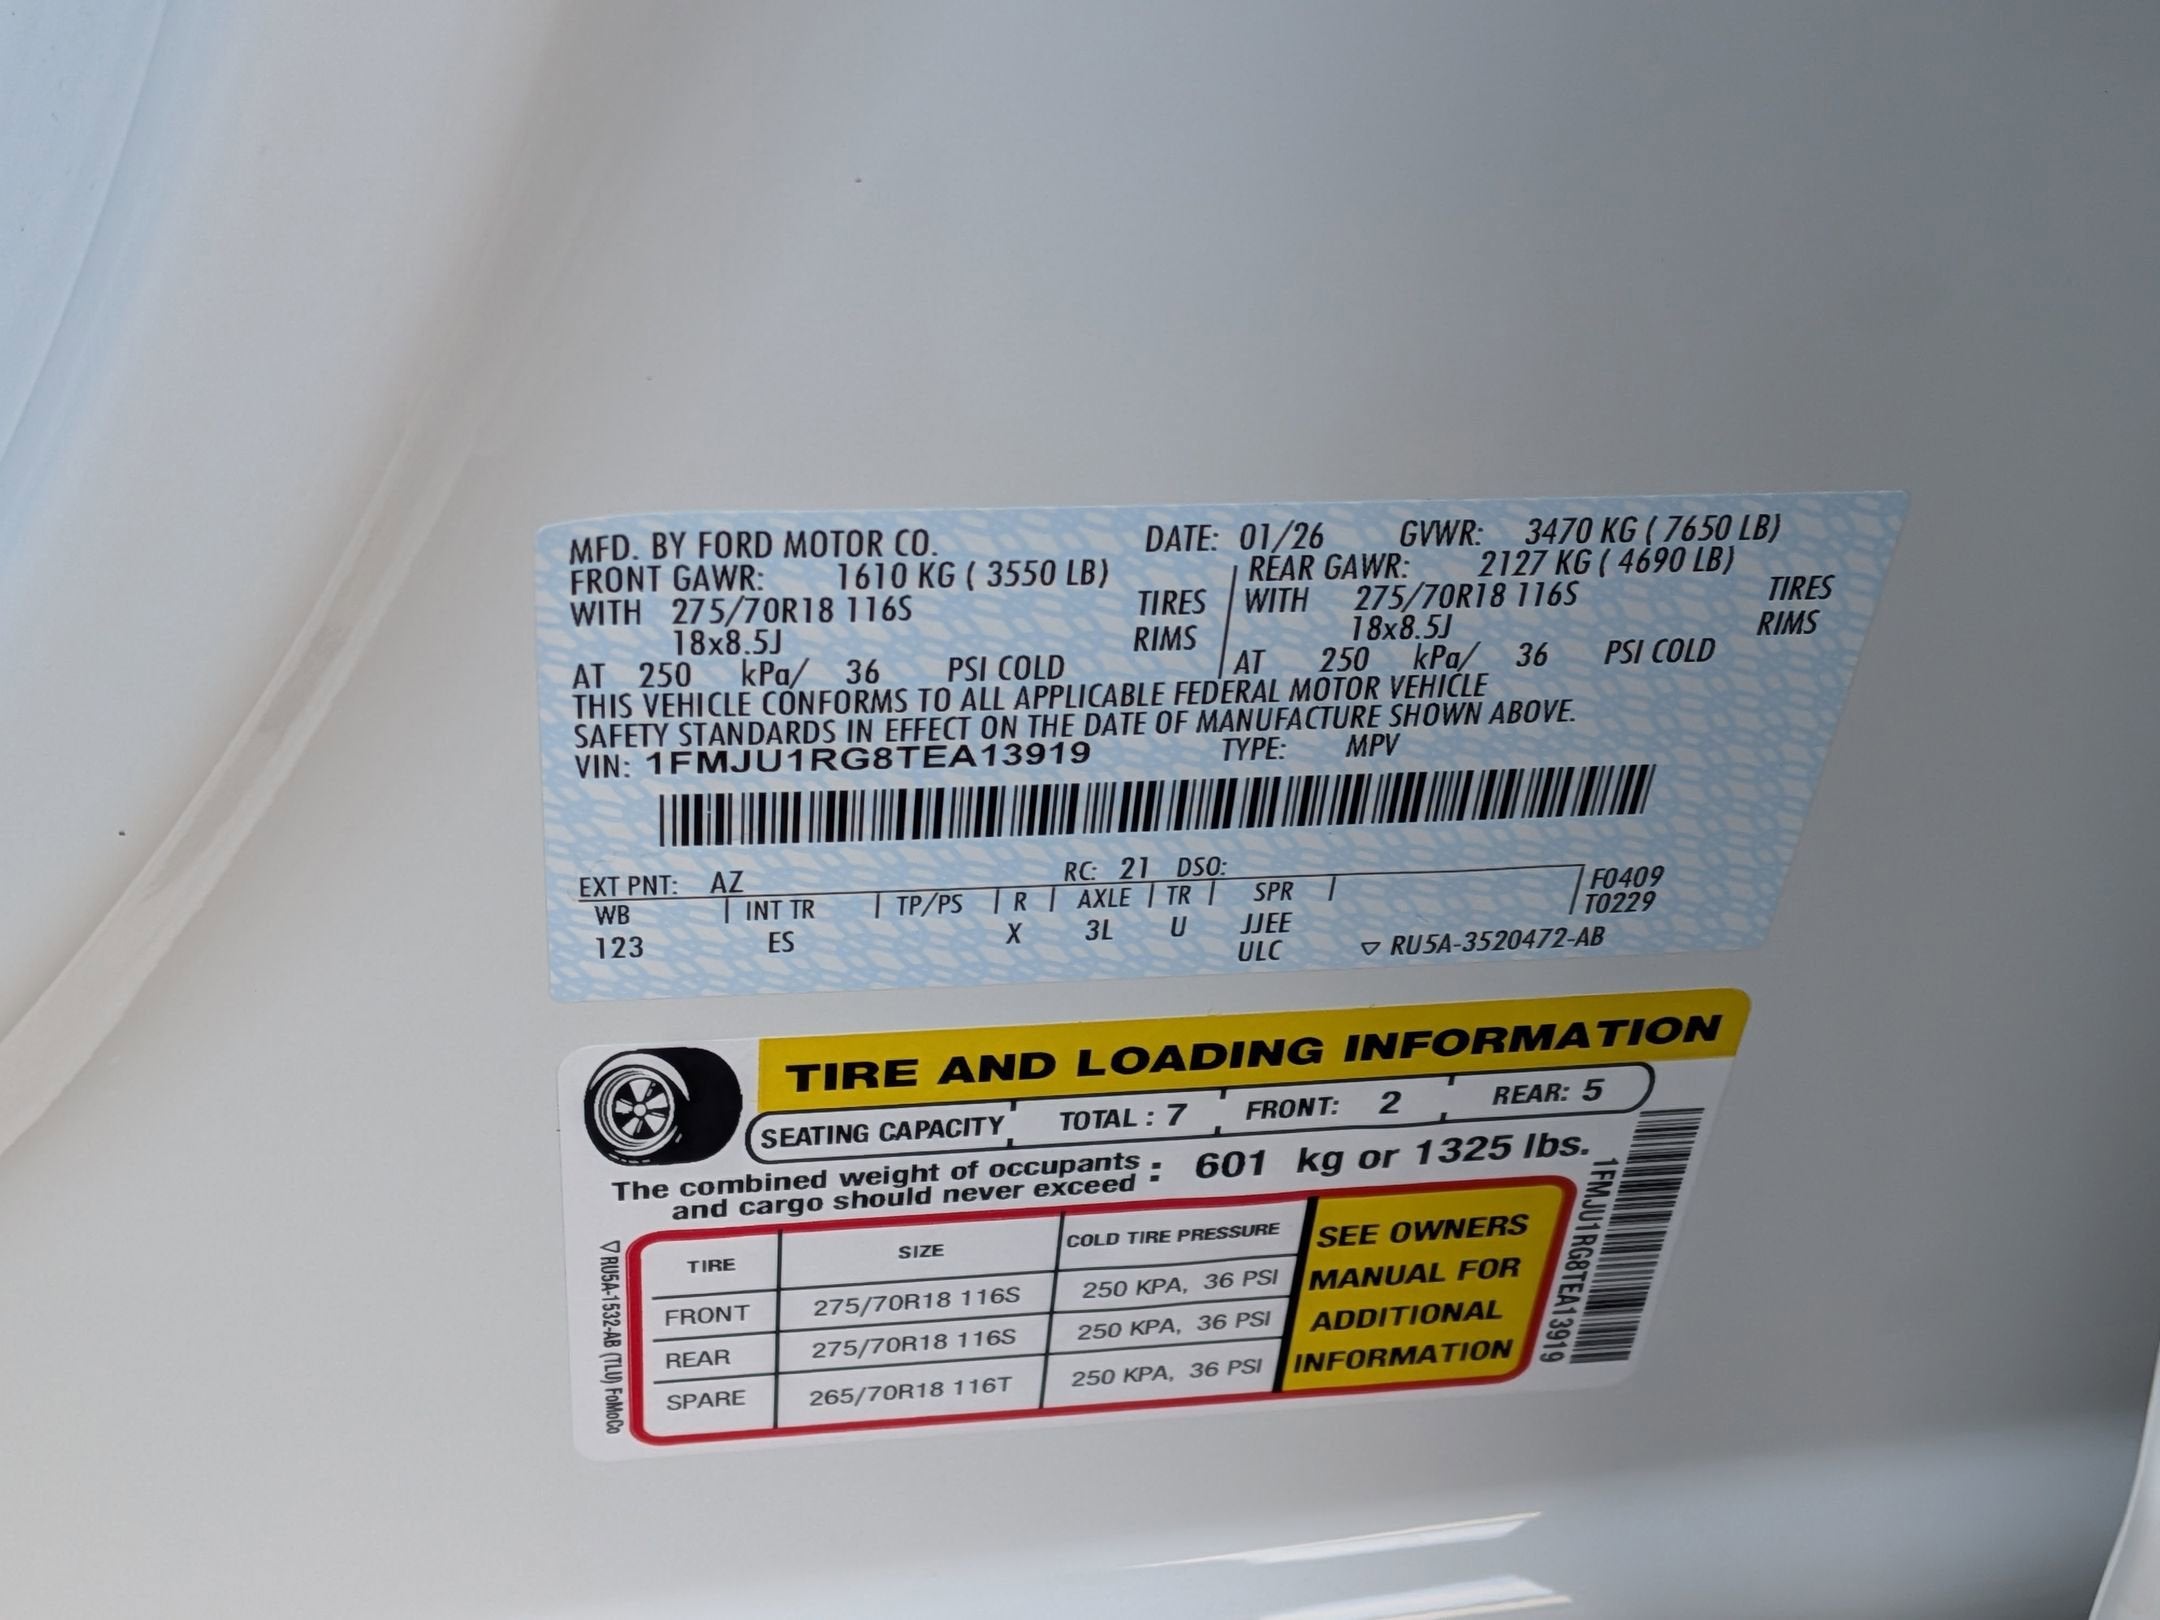 MFD. BY FORD MOTOR CO. DATE: 01/26 GVWR: 3470 KG ( 7650 LB)
FRONT GAWR: 1610 KG ( 3550 LB) REAR GAWR: 2127 KG ( 4690 LB)
WITH 275/70R18 116S TIRES WITH 275/70R18 116S TIRES
18x8.5J RIMS 18x8.5J RIMS
AT 250 kPa/ 36 PSI COLD AT 250 kPa/ 36 PSI COLD
THIS VEHICLE CONFORMS TO ALL APPLICABLE FEDERAL MOTOR VEHICLE
SAFETY STANDARDS IN EFFECT ON THE DATE OF MANUFACTURE SHOWN ABOVE.
VIN: 1FMJU1RG8TEA13919 TYPE: MPV
EXT PNT: AZ RC: 21 DSO: F0409
WB INT TR TP/PS R AXLE TR SPR T0229
123 ES X 3L U JJEE
ULC ▽ RU5A-3520472-AB
TIRE AND LOADING INFORMATION
SEATING CAPACITY TOTAL : 7 FRONT: 2 REAR: 5
The combined weight of occupants
and cargo should never exceed : 601 kg or 1325 lbs.
TIRE SIZE COLD TIRE PRESSURE
FRONT 275/70R18 116S 250 KPA, 36 PSI
REAR 275/70R18 116S 250 KPA, 36 PSI
SPARE 265/70R18 116T 250 KPA, 36 PSI
SEE OWNERS
MANUAL FOR
ADDITIONAL
INFORMATION
1FMJU1RG8TEA13919
▽RU5A-1532-AB (TLU) FoMoCo